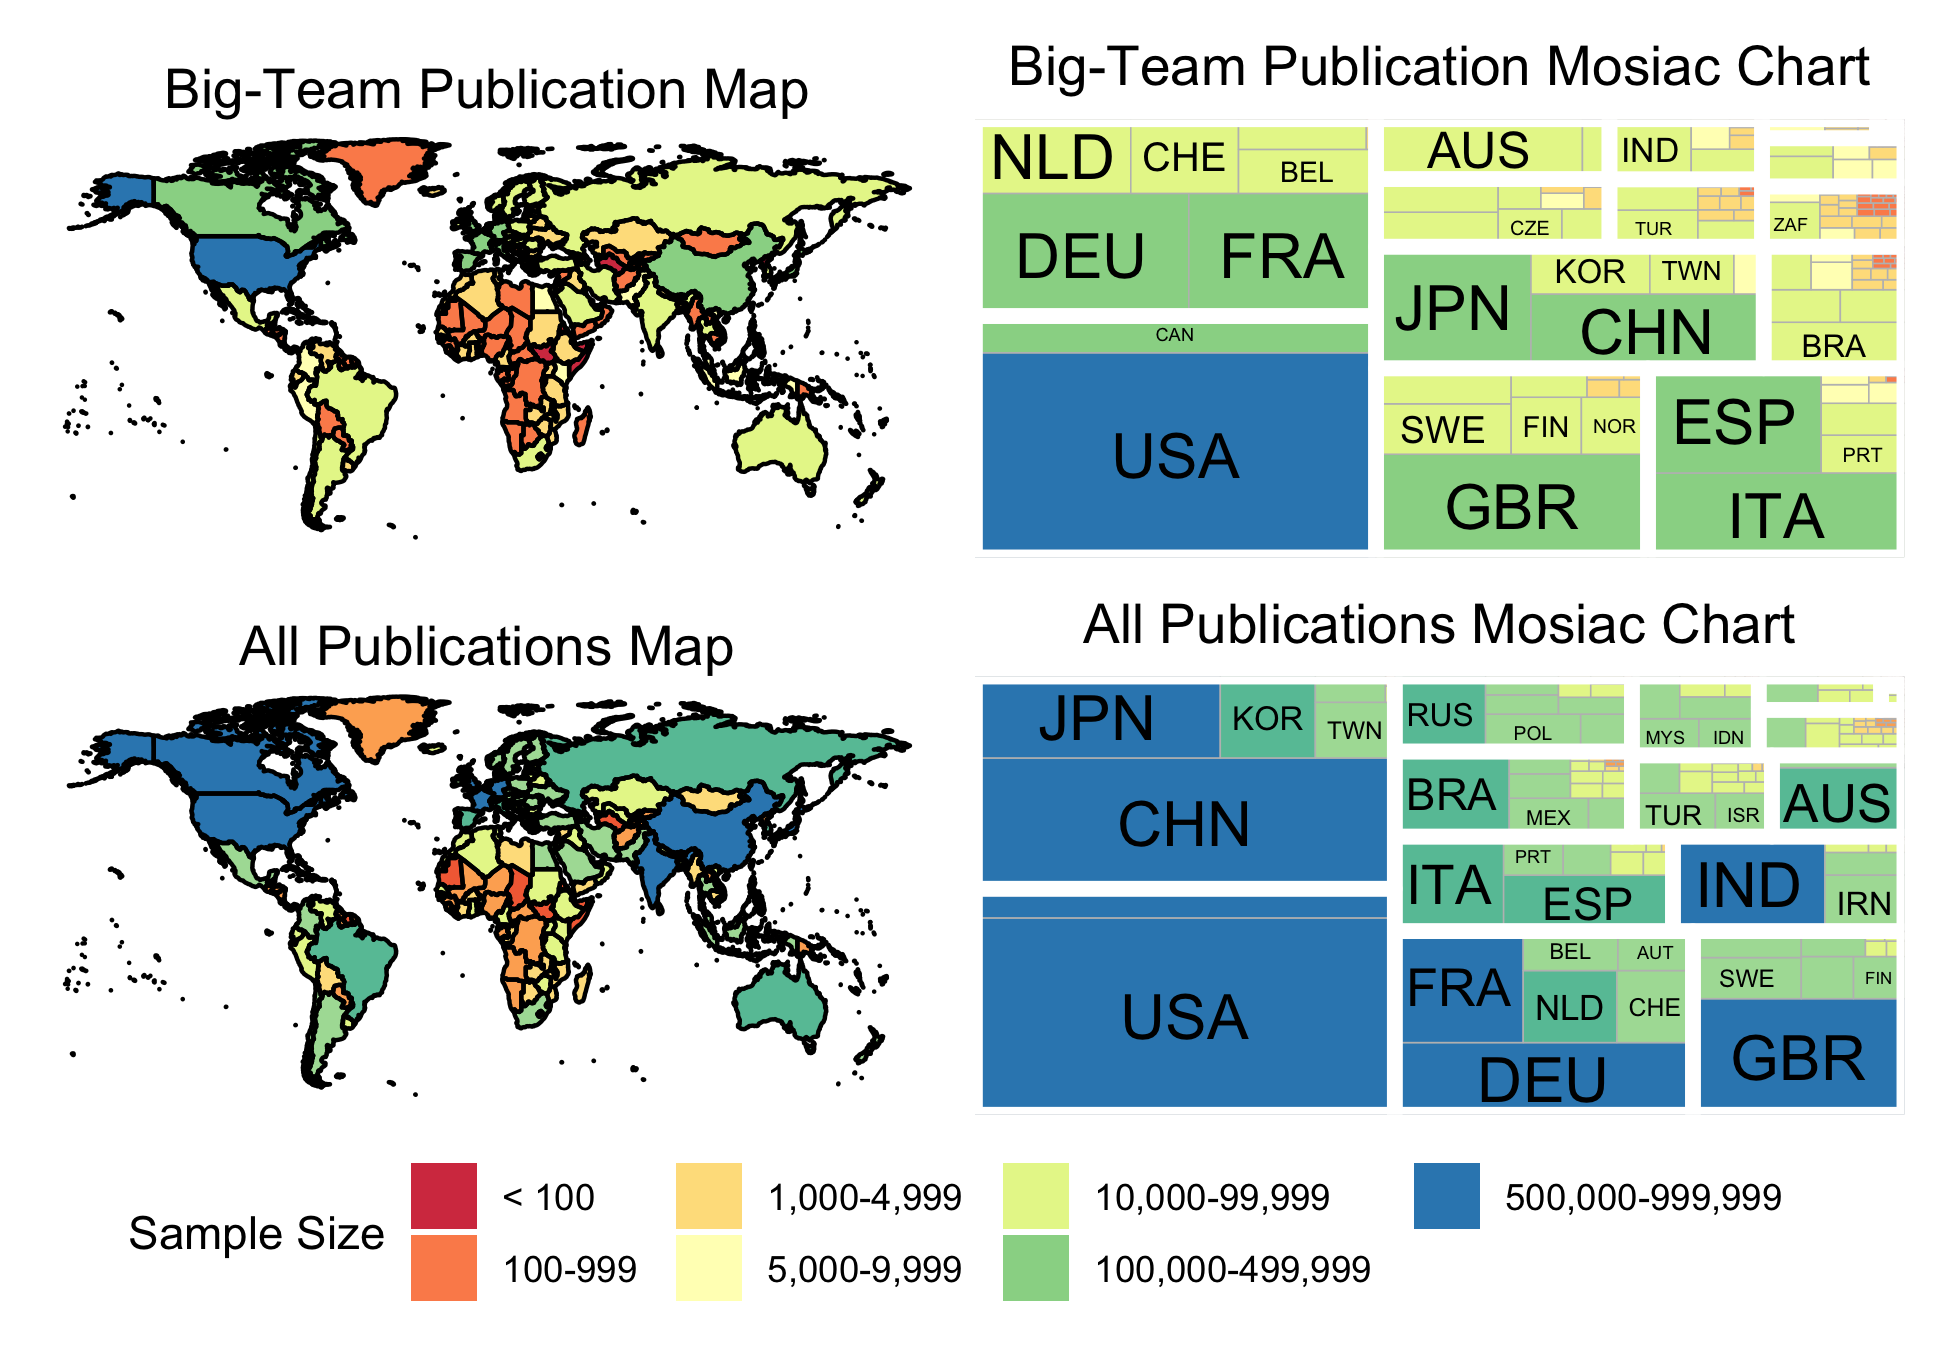 Big-Team Publication Map
Big-Team Publication Mosiac Chart
NLD
CHE
BEL
DEU
FRA
CAN
USA
AUS
IND
CZE
TUR
ZAF
JPN
KOR
TWN
CHN
BRA
SWE
FIN
NOR
GBR
ESP
PRT
ITA
All Publications Map
All Publications Mosiac Chart
JPN
KOR
TWN
CHN
USA
RUS
POL
MYS
IDN
BRA
MEX
TUR
ISR
AUS
ITA
PRT
ESP
IND
IRN
FRA
BEL
AUT
NLD
CHE
DEU
SWE
FIN
GBR
Sample Size
< 100
100-999
1,000-4,999
5,000-9,999
10,000-99,999
100,000-499,999
500,000-999,999